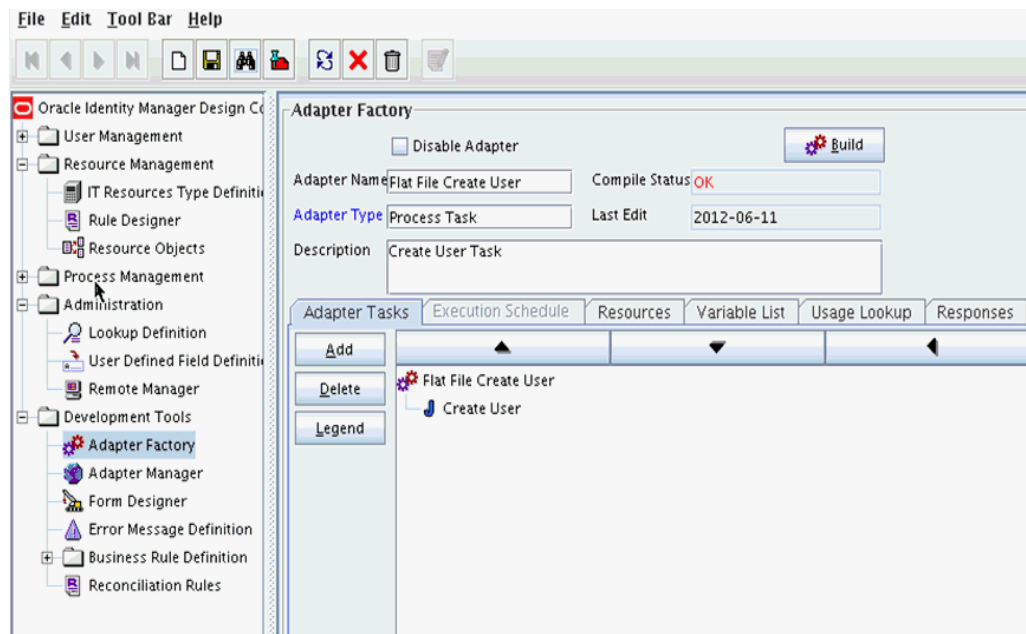 File Edit Tool Bar Help
Oracle Identity Manager Design Co
User Management
Resource Management
IT Resources Type Definiti
Rule Designer
Resource Objects
Process Management
Administration
Lookup Definition
User Defined Field Definiti
Remote Manager
Development Tools
Adapter Factory
Adapter Manager
Form Designer
Error Message Definition
Business Rule Definition
Reconciliation Rules
Adapter Factory
Disable Adapter
Build
Adapter Name Flat File Create User Compile Status OK
Adapter Type Process Task Last Edit 2012-06-11
Description Create User Task
Adapter Tasks Execution Schedule Resources Variable List Usage Lookup Responses
Add
Delete
Legend
Flat File Create User
Create User